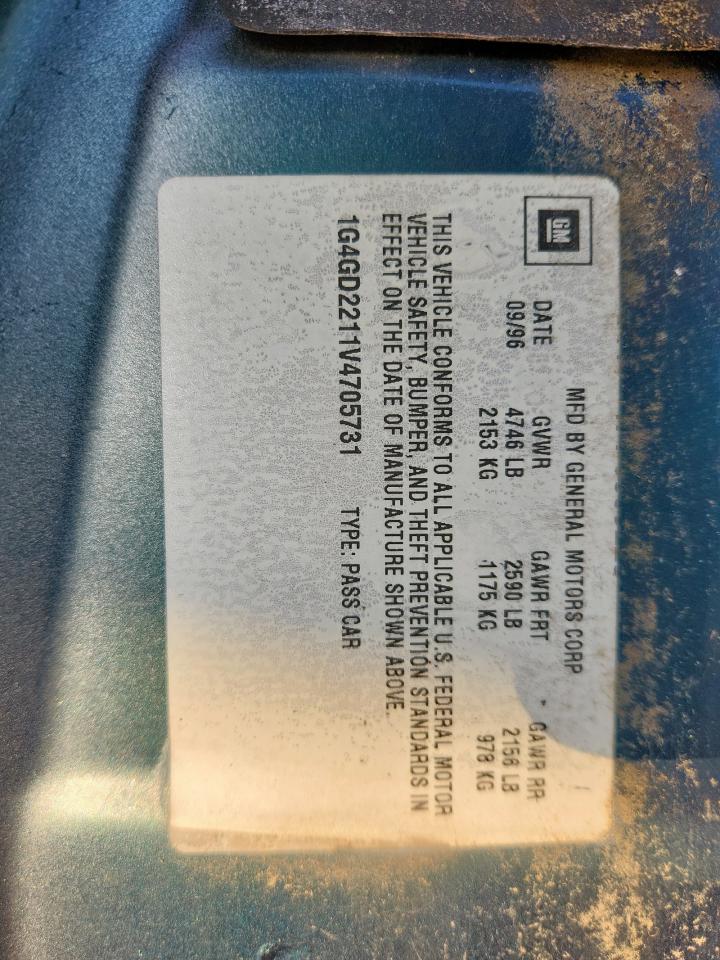 GM
MFD BY GENERAL MOTORS CORP
DATE GVWR GAWR FRT GAWR RR
09/96 4746 LB 2590 LB 2156 LB
2153 KG 1175 KG 978 KG
THIS VEHICLE CONFORMS TO ALL APPLICABLE U.S. FEDERAL MOTOR
VEHICLE SAFETY, BUMPER, AND THEFT PREVENTION STANDARDS IN
EFFECT ON THE DATE OF MANUFACTURE SHOWN ABOVE.
1G4GD2211V4705731 TYPE: PASS CAR